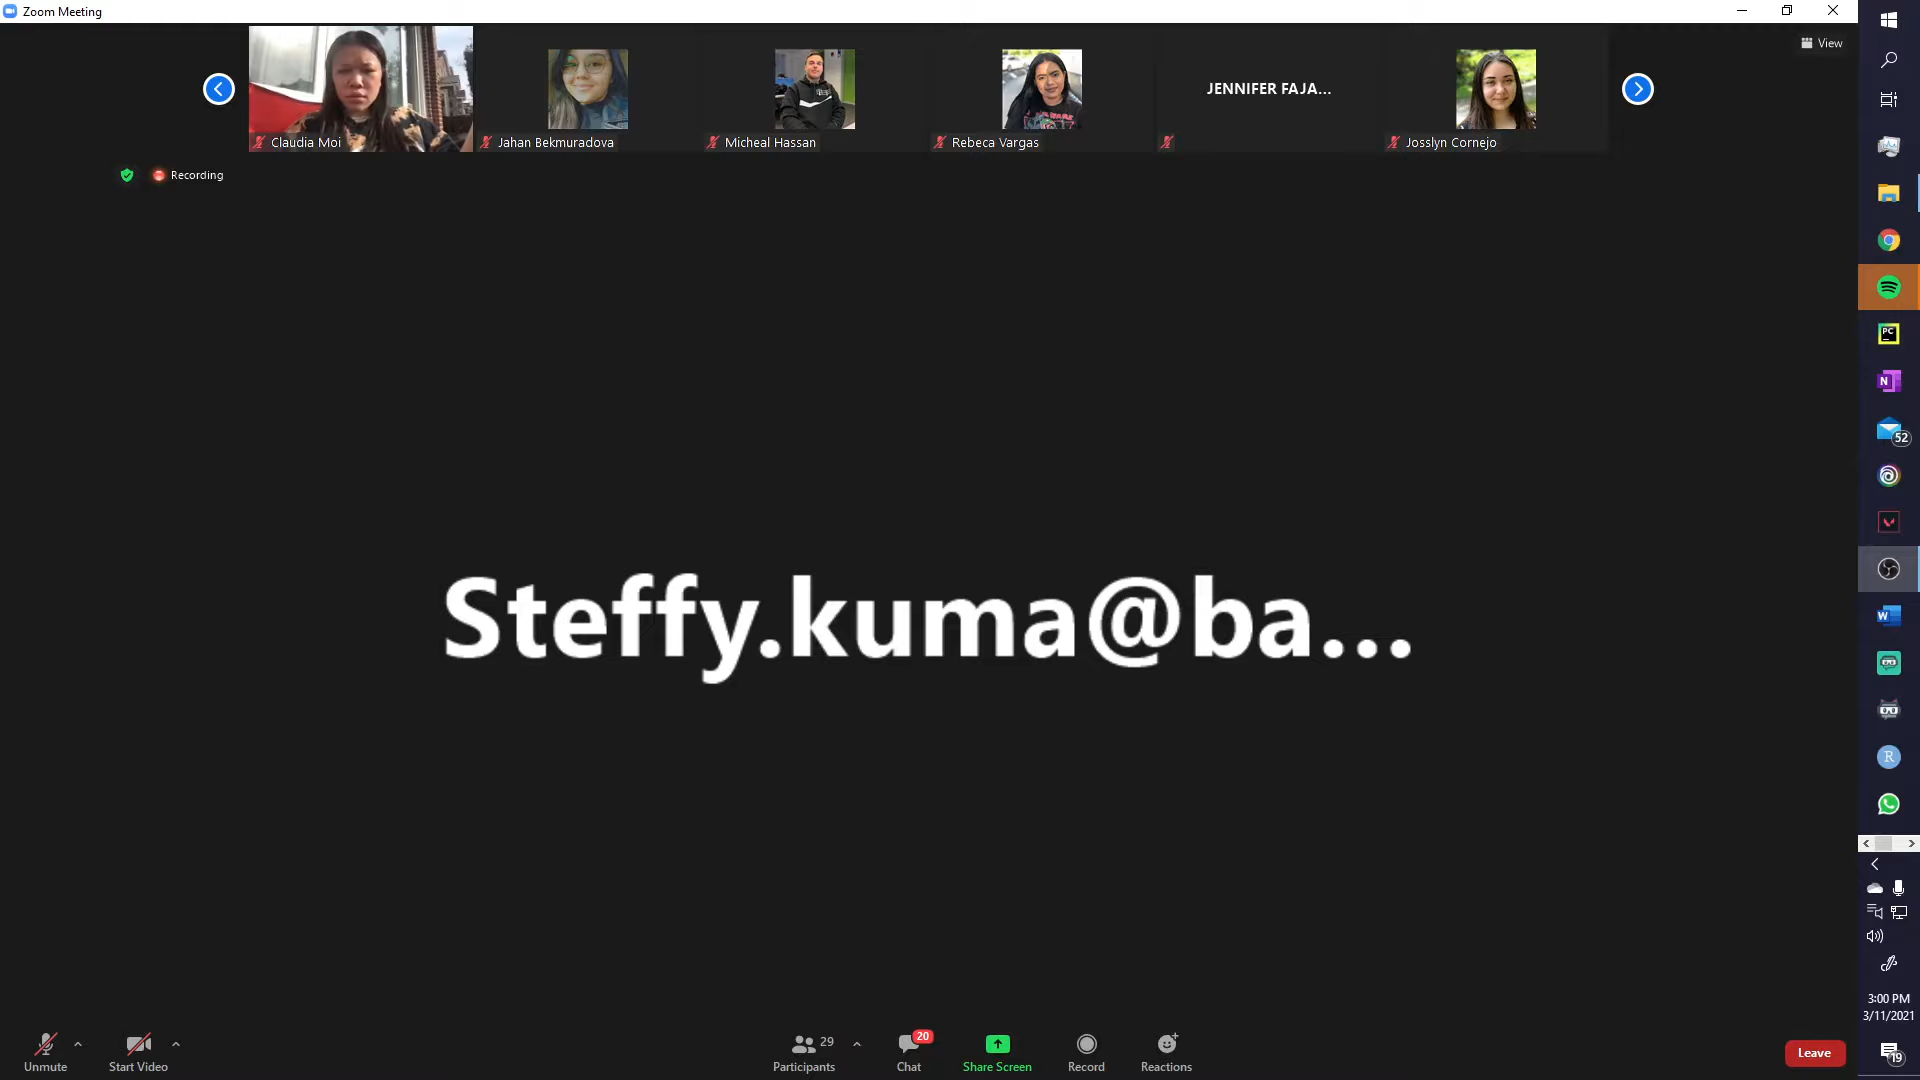 Zoom Meeting
View
JENNIFER FAJA...
Claudia Moi
Jahan Bekmuradova
Micheal Hassan
Rebeca Vargas
Josslyn Cornejo
Recording
Steffy.kuma@ba...
PC
N
52
W
R
3:00 PM
3/11/2021
19
Unmute
Start Video
29
Participants
20
Chat
Share Screen
Record
Reactions
Leave